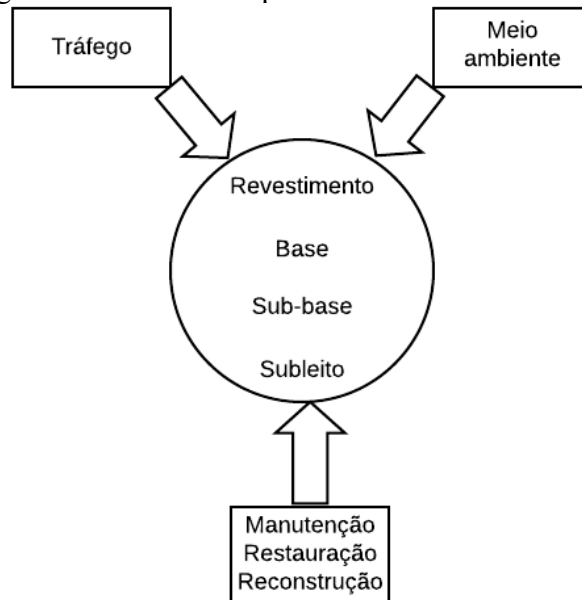 Tráfego
Meio
ambiente
Revestimento
Base
Sub-base
Subleito
Manutenção
Restauração
Reconstrução